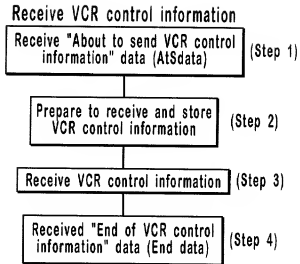 Receive VCR control information
Receive "About to send VCR control
information" data (AtSdata)
(Step 1)
Prepare to receive and store
VCR control information
(Step 2)
Receive VCR control information
(Step 3)
Received "End of VCR control
information" data (End data)
(Step 4)